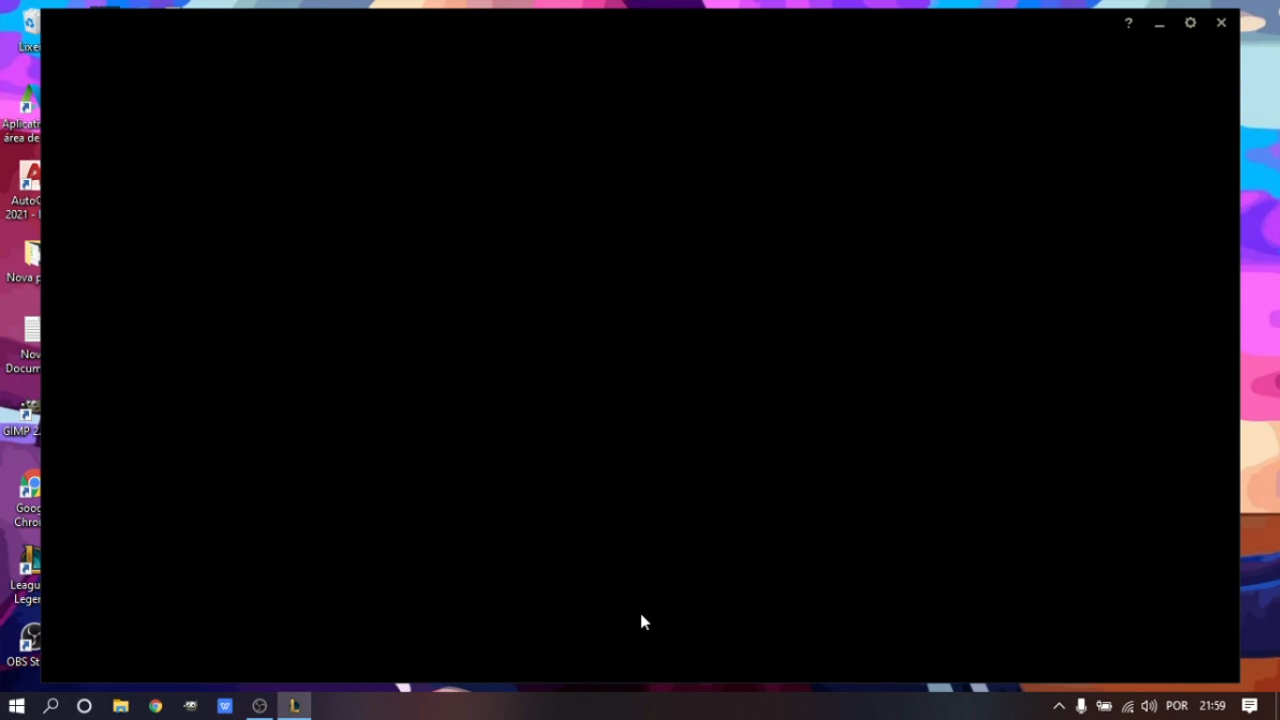 ?
Lixei
Aplicati
área de
AutoC
2021 -
Nova p
Nov
Docum
GIMP 2.
Goog
Chro
Leagu
Leger
OBS St
W
POR
21:59